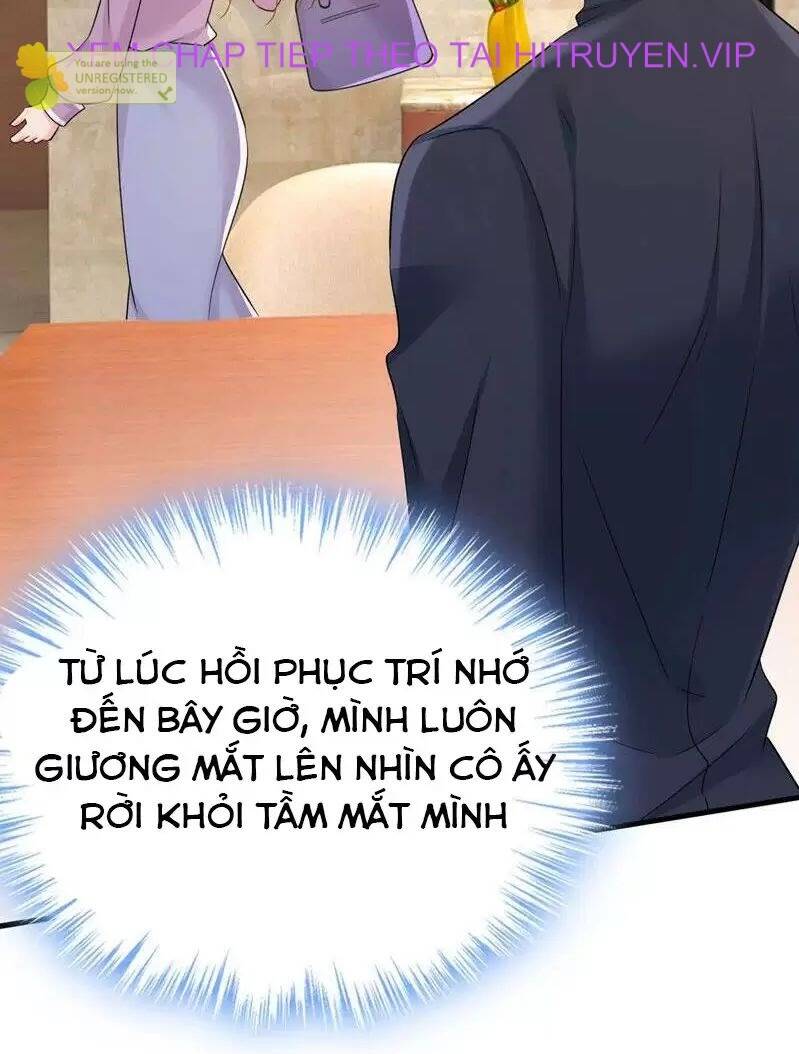 XEM CHAP TIEP THEO TAI HITRUYEN.VIP
You are using the
UNREGISTERED
version now.
TỪ LÚC HỒI PHỤC TRÍ NHỚ
ĐẾN BÂY GIỜ, MÌNH LUÔN
GIƯƠNG MẮT LÊN NHÌN CÔ ẤY
RỜI KHỎI TẦM MẮT MÌNH